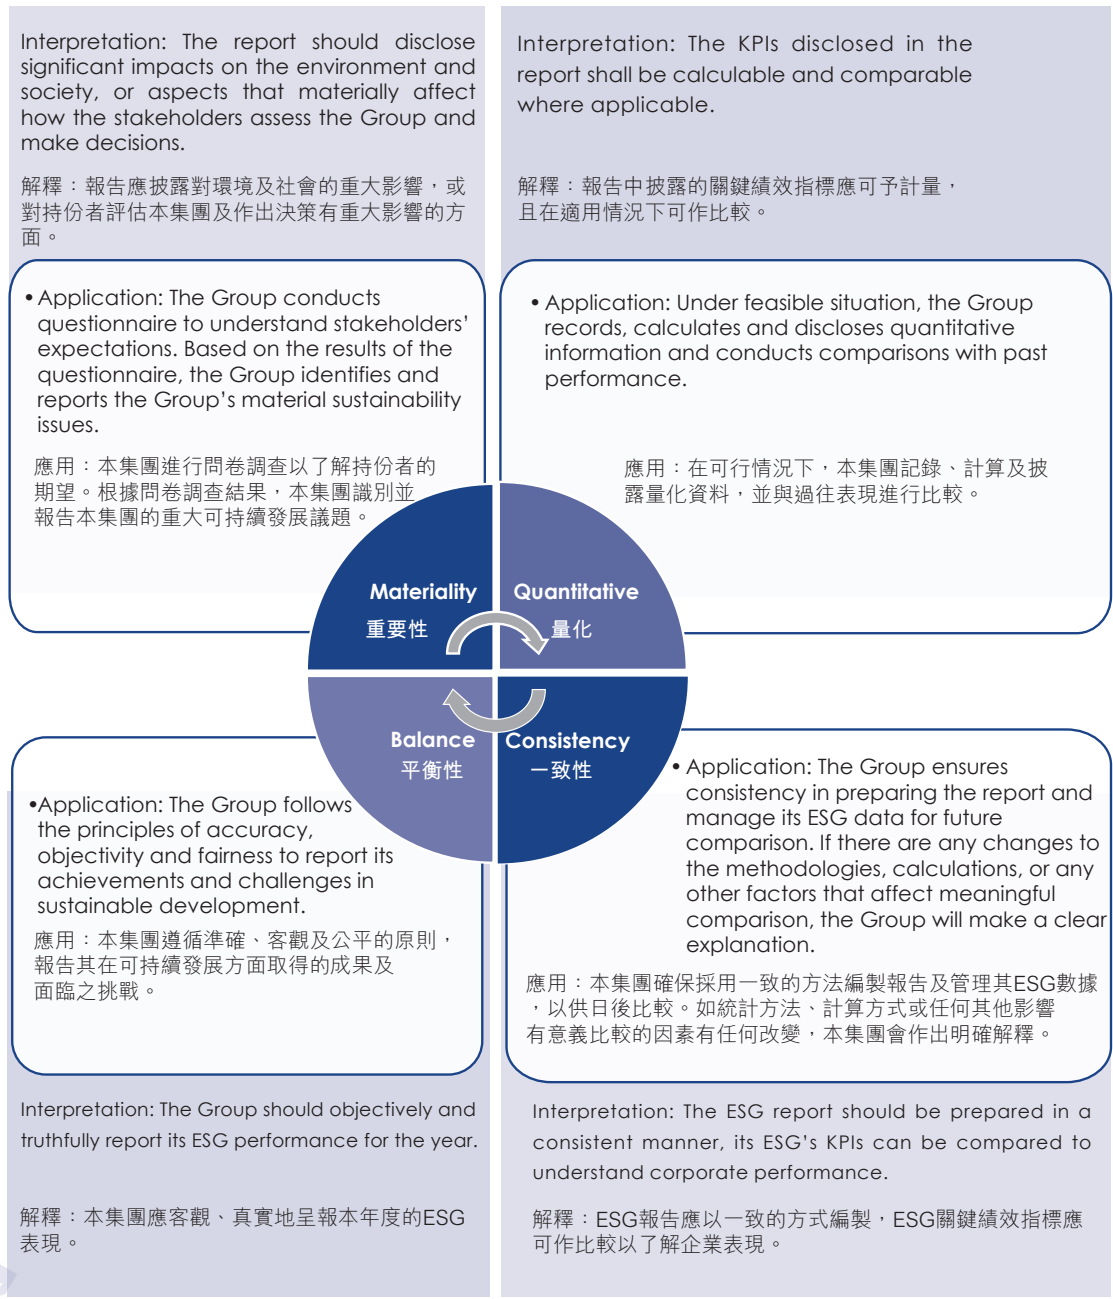 Interpretation: The report should disclose
significant impacts on the environment and
society, or aspects that materially affect
how the stakeholders assess the Group and
make decisions.
解釋：報告應披露對環境及社會的重大影響，或
對持份者評估本集團及作出決策有重大影響的方
面。
•Application: The Group conducts
questionnaire to understand stakeholders’
expectations. Based on the results of the
questionnaire, the Group identifies and
reports the Group’s material sustainability
issues.
應用：本集團進行問卷調查以了解持份者的
期望。根據問卷調查結果，本集團識別並
報告本集團的重大可持續發展議題。
Interpretation: The KPIs disclosed in the
report shall be calculable and comparable
where applicable.
解釋：報告中披露的關鍵績效指標應可予計量，
且在適用情況下可作比較。
•Application: Under feasible situation, the Group
records, calculates and discloses quantitative
information and conducts comparisons with past
performance.
應用：在可行情況下，本集團記錄、計算及披
露量化資料，並與過往表現進行比較。
Materiality
重要性
Quantitative
量化
Balance
平衡性
Consistency
一致性
•Application: The Group follows
the principles of accuracy,
objectivity and fairness to report its
achievements and challenges in
sustainable development.
應用：本集團遵循準確、客觀及公平的原則，
報告其在可持續發展方面取得的成果及
面臨之挑戰。
Interpretation: The Group should objectively and
truthfully report its ESG performance for the year.
解釋：本集團應客觀、真實地呈報本年度的ESG
表現。
•Application: The Group ensures
consistency in preparing the report and
manage its ESG data for future
comparison. If there are any changes to
the methodologies, calculations, or any
other factors that affect meaningful
comparison, the Group will make a clear
explanation.
應用：本集團確保採用一致的方法編製報告及管理其ESG數據
，以供日後比較。如統計方法、計算方式或任何其他影響
有意義比較的因素有任何改變，本集團會作出明確解釋。
Interpretation: The ESG report should be prepared in a
consistent manner, its ESG’s KPIs can be compared to
understand corporate performance.
解釋：ESG報告應以一致的方式編製，ESG關鍵績效指標應
可作比較以了解企業表現。